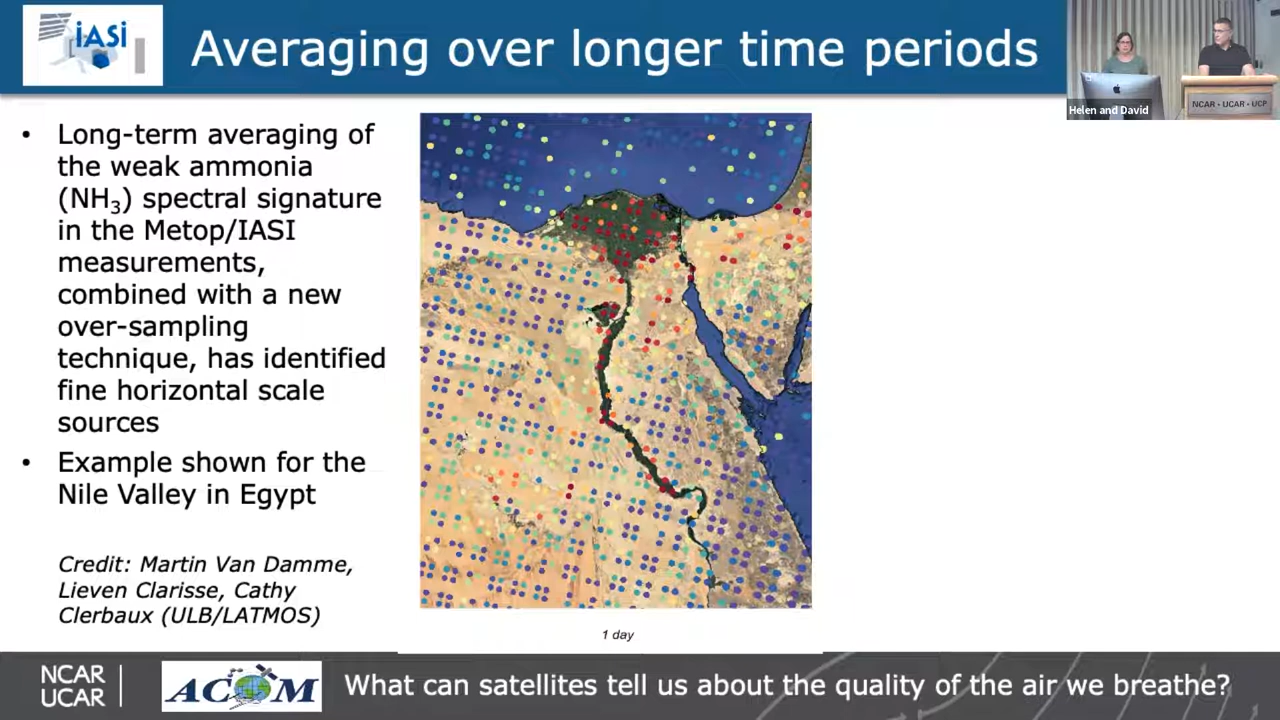 iASi
Averaging over longer time periods
NCAR • UCAR • UCP
Helen and David
• Long-term averaging of
the weak ammonia
(NH₃) spectral signature
in the Metop/IASI
measurements,
combined with a new
over-sampling
technique, has identified
fine horizontal scale
sources
• Example shown for the
Nile Valley in Egypt
Credit: Martin Van Damme,
Lieven Clarisse, Cathy
Clerbaux (ULB/LATMOS)
1 day
NCAR
UCAR
ACOM
What can satellites tell us about the quality of the air we breathe?